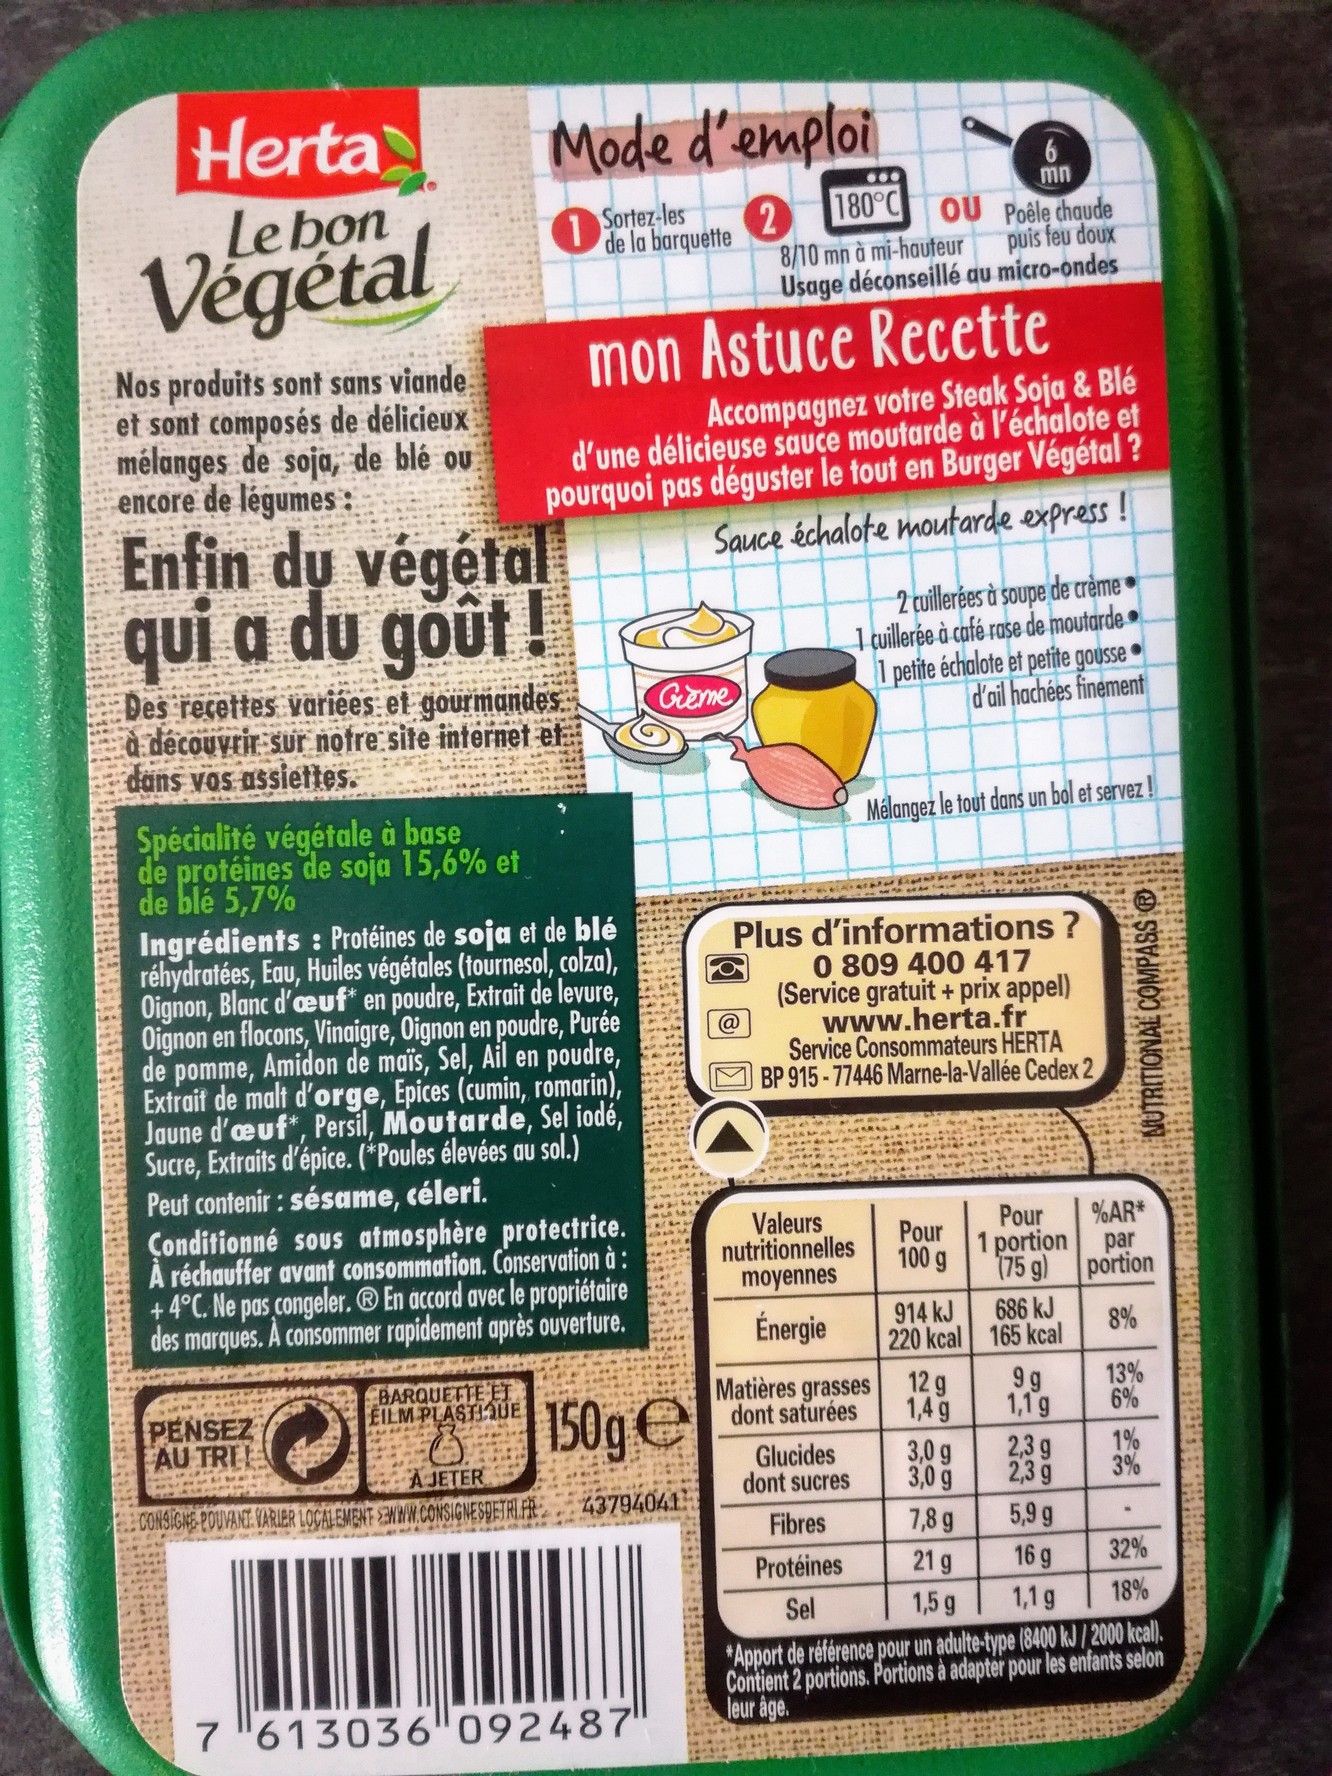 Herta
Le bon
Végétal
Nos produits sont sans viande
et sont composés de délicieux
mélanges de soja, de blé ou
encore de légumes :
Enfin du végétal
qui a du goût !
Des recettes variées et gourmandes
à découvrir sur notre site internet et
dans vos assiettes.
Mode d'emploi
1 Sortez-les
de la barquette
2
180°C
8/10 mn à mi-hauteur
OU
6
mn
Poêle chaude
puis feu doux
Usage déconseillé au micro-ondes
mon Astuce Recette
Accompagnez votre Steak Soja & Blé
d'une délicieuse sauce moutarde à l'échalote et
pourquoi pas déguster le tout en Burger Végétal ?
Sauce échalote moutarde express !
2 cuillerées à soupe de crème •
1 cuillerée à café rase de moutarde •
1 petite échalote et petite gousse •
d'ail hachées finement
Crème
Mélangez le tout dans un bol et servez !
Spécialité végétale à base
de protéines de soja 15,6% et
de blé 5,7%
Ingrédients : Protéines de soja et de blé
réhydratées, Eau, Huiles végétales (tournesol, colza),
Oignon, Blanc d'œuf* en poudre, Extrait de levure,
Oignon en flocons, Vinaigre, Oignon en poudre, Purée
de pomme, Amidon de maïs, Sel, Ail en poudre,
Extrait de malt d'orge, Epices (cumin, romarin),
Jaune d'œuf*, Persil, Moutarde, Sel iodé,
Sucre, Extraits d'épice. (*Poules élevées au sol.)
Peut contenir : sésame, céleri.
Conditionné sous atmosphère protectrice.
À réchauffer avant consommation. Conservation à :
+ 4°C. Ne pas congeler. ® En accord avec le propriétaire
des marques. À consommer rapidement après ouverture.
PENSEZ
AU TRI !
BARQUETTE ET
FILM PLASTIQUE
À JETER
CONSIGNE POUVANT VARIER LOCALEMENT > WWW.CONSIGNESDETRI.FR
150g e
43794041
7 613036 092487
Plus d'informations ?
0 809 400 417
(Service gratuit + prix appel)
@ www.herta.fr
Service Consommateurs HERTA
BP 915 - 77446 Marne-la-Vallée Cedex 2
NUTRITIONAL COMPASS ®
Valeurs
nutritionnelles
moyennes
Pour
100 g
Pour
1 portion
(75 g)
%AR*
par
portion
Énergie
914 kJ 686 kJ 8%
220 kcal 165 kcal
Matières grasses 12 g 9 g 13%
dont saturées 1,4 g 1,1 g 6%
Glucides 3,0 g 2,3 g 1%
dont sucres 3,0 g 2,3 g 3%
Fibres 7,8 g 5,9 g -
Protéines 21 g 16 g 32%
Sel 1,5 g 1,1 g 18%
*Apport de référence pour un adulte-type (8400 kJ / 2000 kcal).
Contient 2 portions. Portions à adapter pour les enfants selon
leur âge.